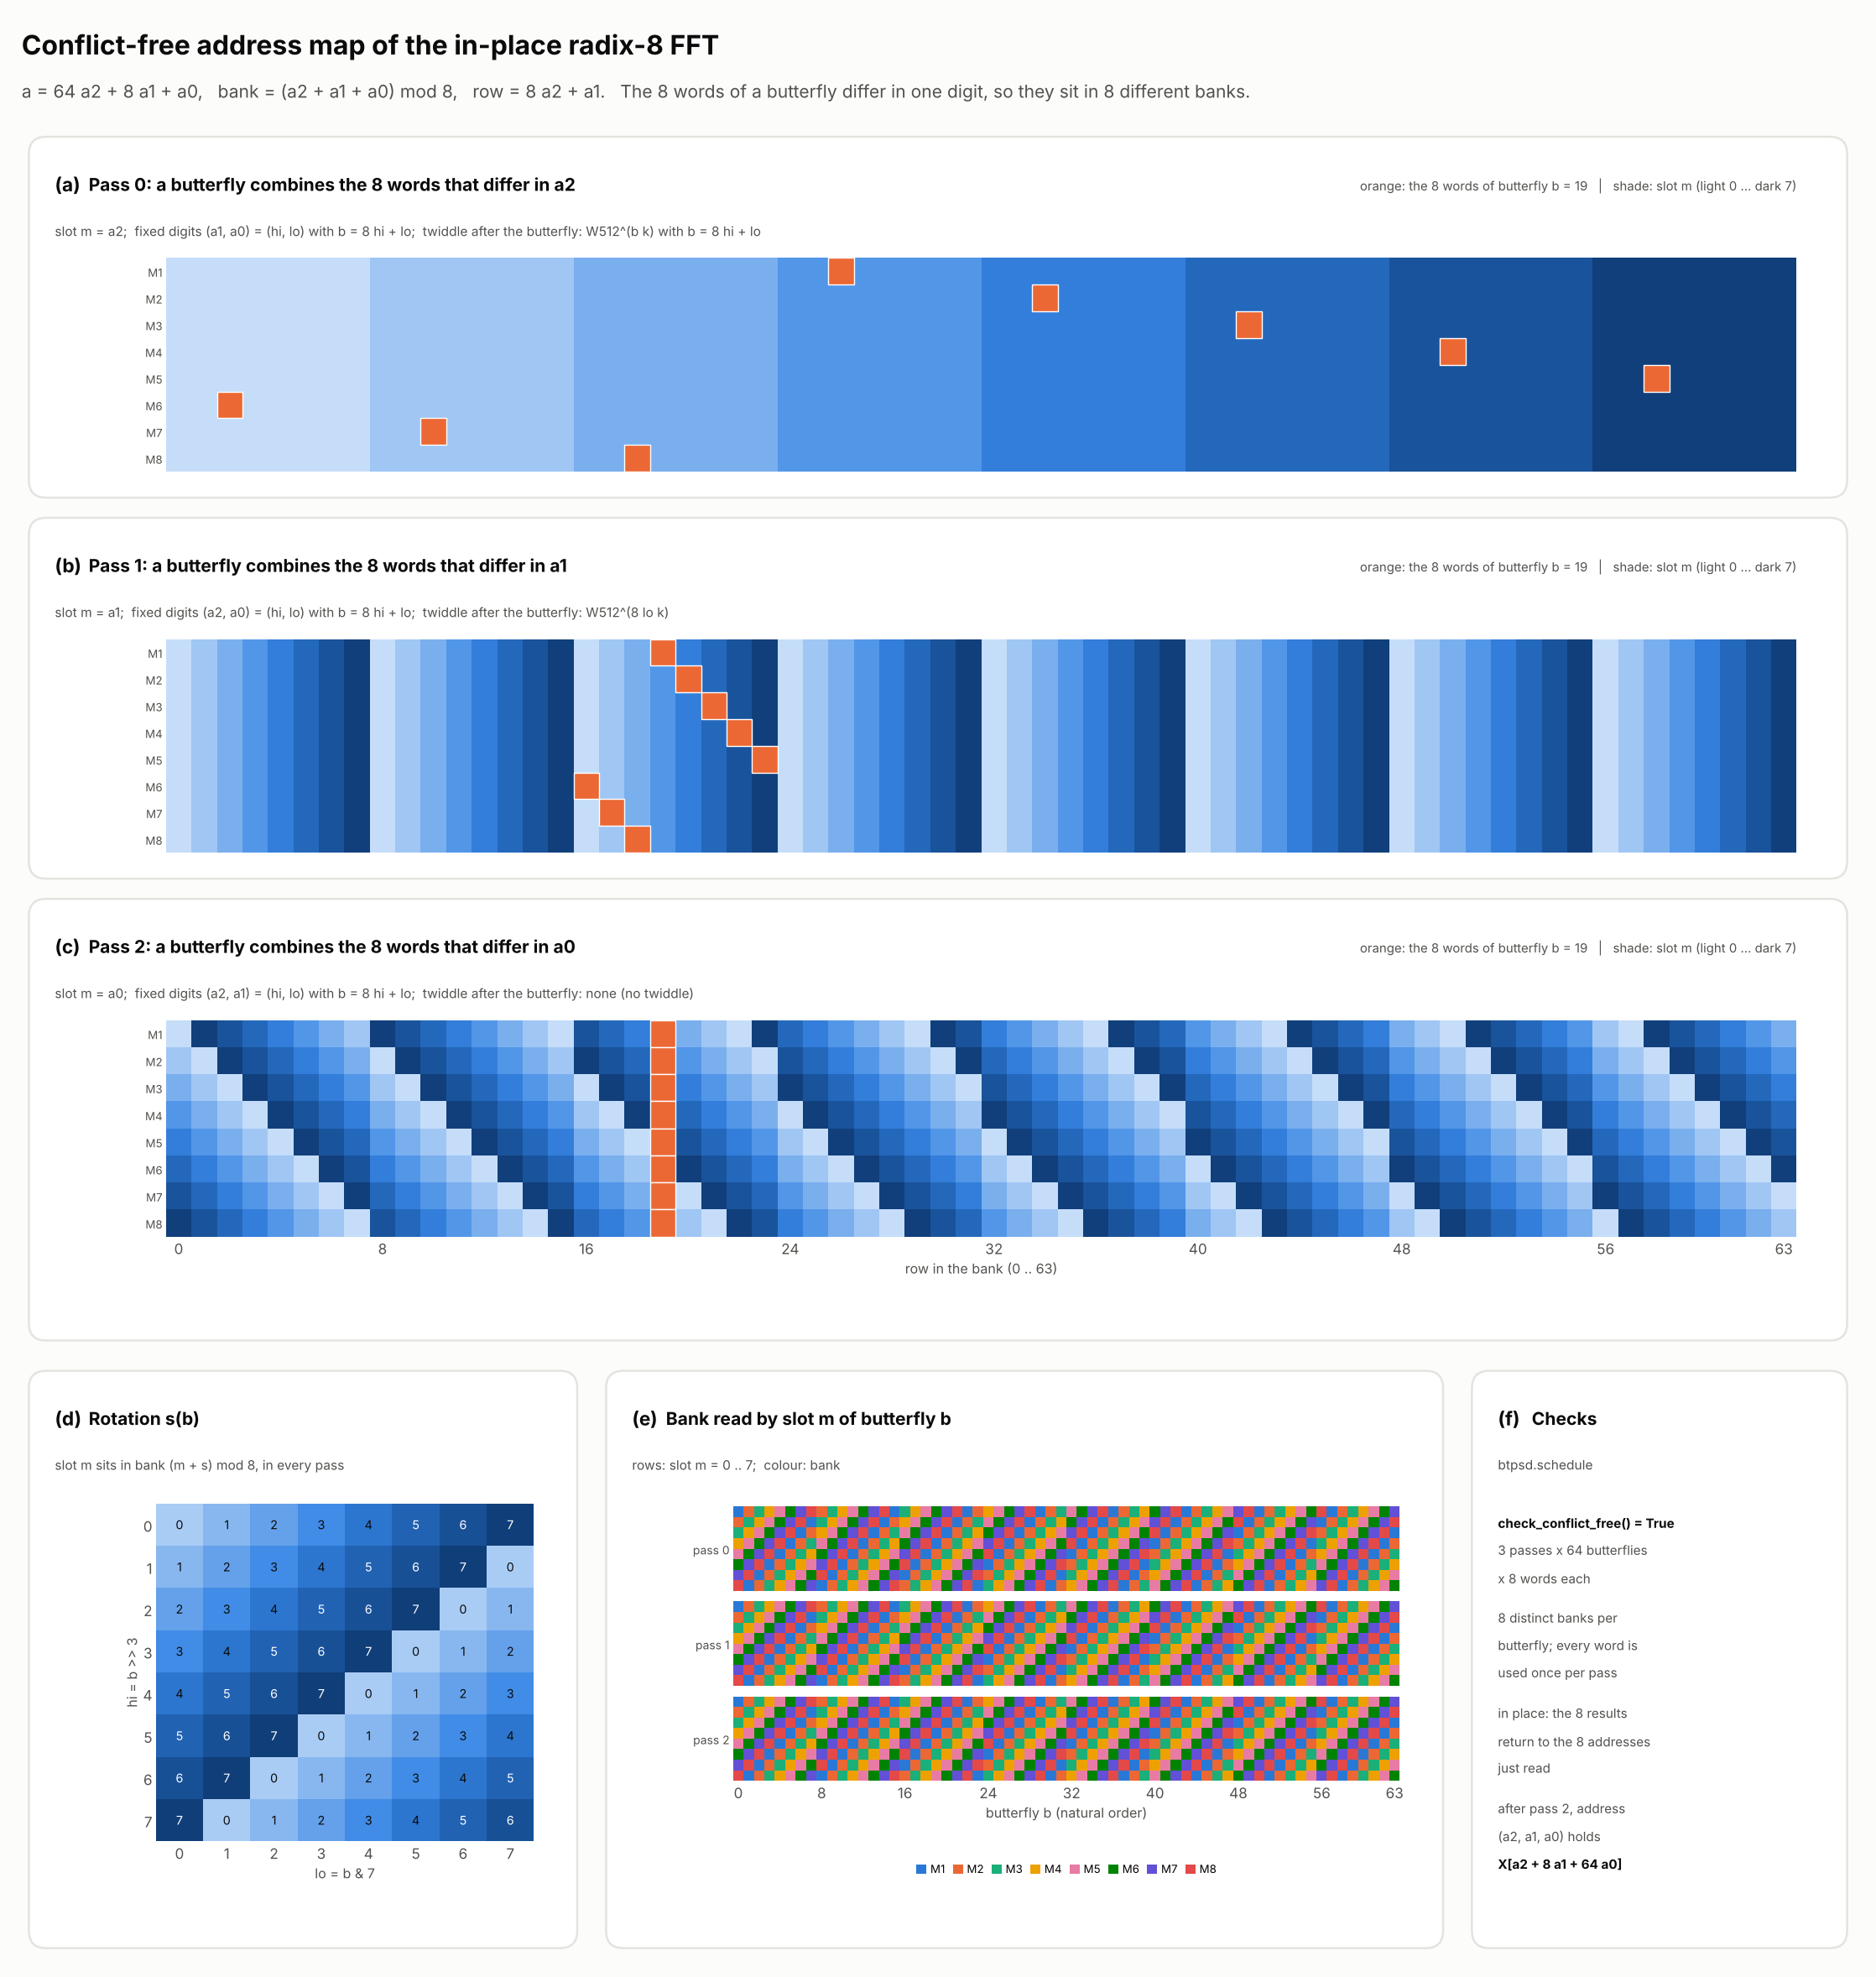 Conflict-free address map of the in-place radix-8 FFT
a = 64 a2 + 8 a1 + a0,   bank = (a2 + a1 + a0) mod 8,   row = 8 a2 + a1.   The 8 words of a butterfly differ in one digit, so they sit in 8 different banks.
(a) Pass 0: a butterfly combines the 8 words that differ in a2
orange: the 8 words of butterfly b = 19 | shade: slot m (light 0 ... dark 7)
slot m = a2;  fixed digits (a1, a0) = (hi, lo) with b = 8 hi + lo;  twiddle after the butterfly: W512^(b k) with b = 8 hi + lo
M1
M2
M3
M4
M5
M6
M7
M8
(b) Pass 1: a butterfly combines the 8 words that differ in a1
orange: the 8 words of butterfly b = 19 | shade: slot m (light 0 ... dark 7)
slot m = a1;  fixed digits (a2, a0) = (hi, lo) with b = 8 hi + lo;  twiddle after the butterfly: W512^(8 lo k)
M1
M2
M3
M4
M5
M6
M7
M8
(c) Pass 2: a butterfly combines the 8 words that differ in a0
orange: the 8 words of butterfly b = 19 | shade: slot m (light 0 ... dark 7)
slot m = a0;  fixed digits (a2, a1) = (hi, lo) with b = 8 hi + lo;  twiddle after the butterfly: none (no twiddle)
M1
M2
M3
M4
M5
M6
M7
M8
0 8 16 24 32 40 48 56 63
row in the bank (0 .. 63)
(d) Rotation s(b)
slot m sits in bank (m + s) mod 8, in every pass
hi = b >> 3
0 0 1 2 3 4 5 6 7
1 1 2 3 4 5 6 7 0
2 2 3 4 5 6 7 0 1
3 3 4 5 6 7 0 1 2
4 4 5 6 7 0 1 2 3
5 5 6 7 0 1 2 3 4
6 6 7 0 1 2 3 4 5
7 7 0 1 2 3 4 5 6
0 1 2 3 4 5 6 7
lo = b & 7
(e) Bank read by slot m of butterfly b
rows: slot m = 0 .. 7;  colour: bank
pass 0
pass 1
pass 2
0 8 16 24 32 40 48 56 63
butterfly b (natural order)
M1 M2 M3 M4 M5 M6 M7 M8
(f) Checks
btpsd.schedule
check_conflict_free() = True
3 passes x 64 butterflies
x 8 words each
8 distinct banks per
butterfly; every word is
used once per pass
in place: the 8 results
return to the 8 addresses
just read
after pass 2, address
(a2, a1, a0) holds
X[a2 + 8 a1 + 64 a0]